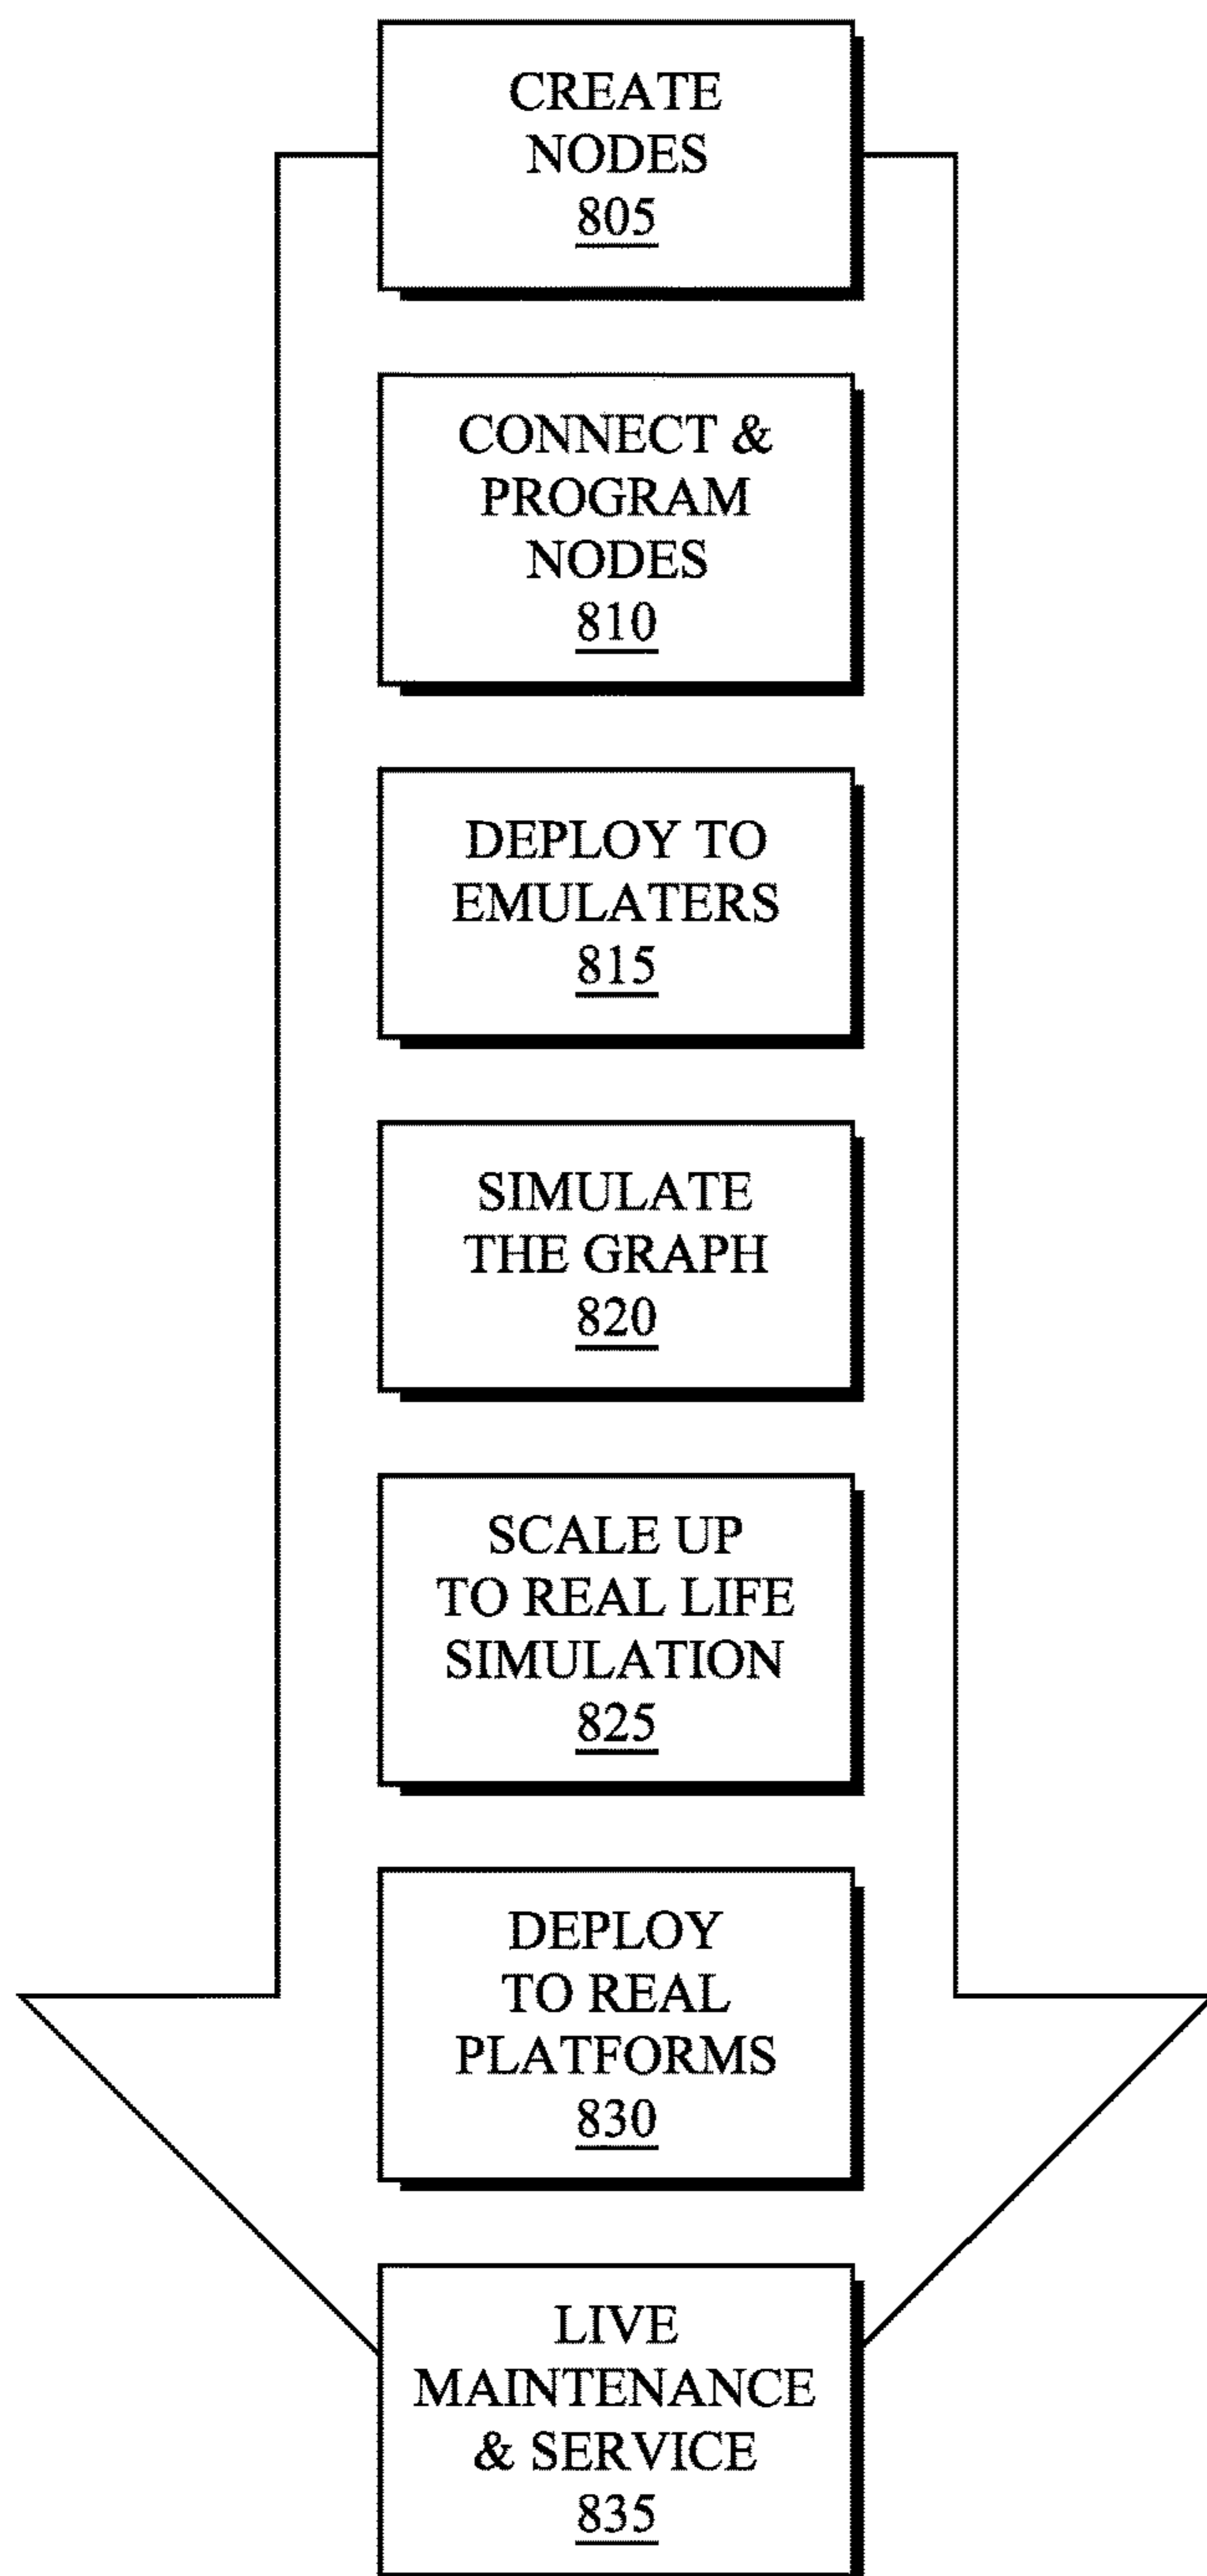 CREATE
NODES
805
CONNECT &
PROGRAM
NODES
810
DEPLOY TO
EMULATERS
815
SIMULATE
THE GRAPH
820
SCALE UP
TO REAL LIFE
SIMULATION
825
DEPLOY
TO REAL
PLATFORMS
830
LIVE
MAINTENANCE
& SERVICE
835